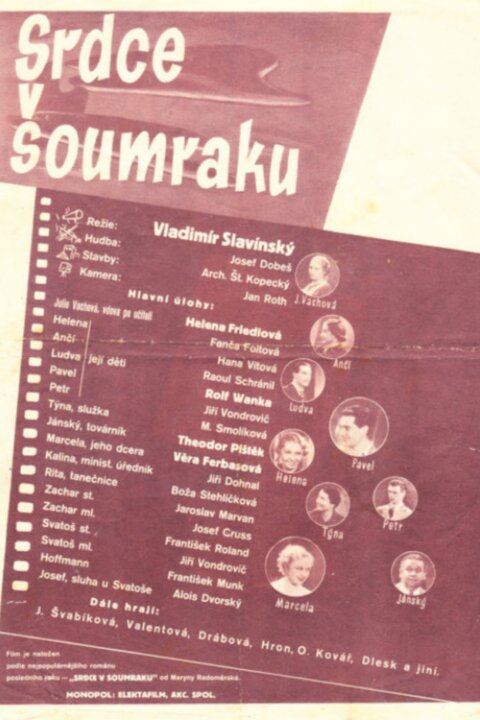 Srdce
v
soumraku
Režie: Vladimír Slavínský
Hudba: Josef Dobeš
Stavby: Arch. Št. Kopecký
Kamera: Jan Roth
J. Vachová
Hlavní úlohy:
Julie Vachová, vdova po učiteli Helena Friedlová
Helena Fanča Foltová
Anči Hana Vítová
Ludva Raoul Schránil
Pavel Rolf Wanka
Petr Jiří Vondrovič
její děti
Týna, služka M. Smolíková
Jánský, továrník Theodor Pištěk
Marcela, jeho dcera Věra Ferbasová
Kalina, minist. úředník Jiří Dohnal
Rita, tanečnice Boža Stehlíčková
Zachar st. Jaroslav Marvan
Zachar ml. Josef Gruss
Svatoš st. František Roland
Svatoš ml. Jiří Vondrovič
Hoffmann František Munk
Josef, sluha u Svatoše Alois Dvorský
Anči
Ludva
Pavel
Helena
Týna
Petr
Marcela
Jánský
Dále hrají:
J. Švabíková, Valentová, Drábová, Hron, O. Kovář, Dlesk a jiní.
Film je natočen
podle nejpopulárnějšího románu
posledního roku — „SRDCE V SOUMRAKU" od Maryny Radoměrské.
MONOPOL: ELEKTAFILM, AKC. SPOL.